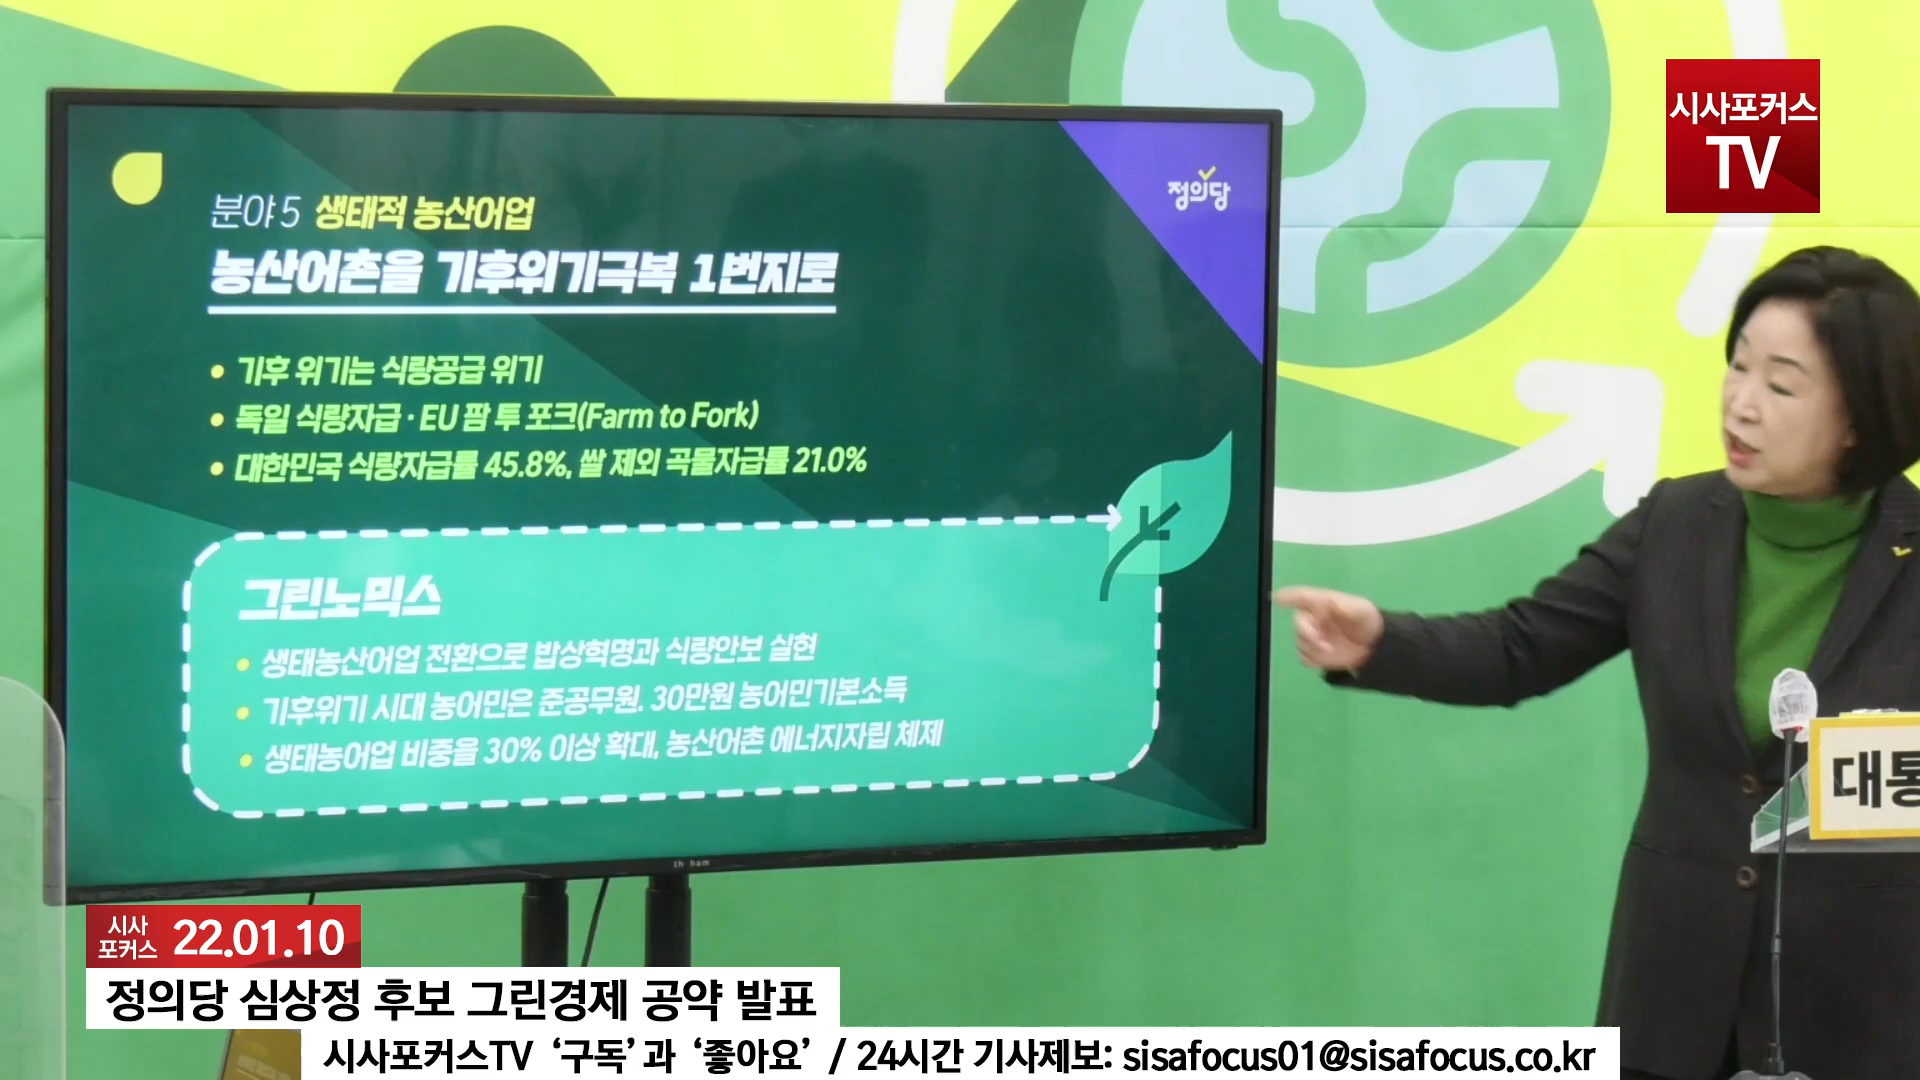 시사포커스
TV
정의당
분야 5 생태적 농산어업
농산어촌을 기후위기극복 1번지로
• 기후 위기는 식량공급 위기
• 독일 식량자급 · EU 팜 투 포크(Farm to Fork)
• 대한민국 식량자급률 45.8%, 쌀 제외 곡물자급률 21.0%
그린노믹스
• 생태농산어업 전환으로 밥상혁명과 식량안보 실현
• 기후위기 시대 농어민은 준공무원. 30만원 농어민기본소득
• 생태농어업 비중을 30% 이상 확대, 농산어촌 에너지자립 체제
대통
시사
포커스 22.01.10
정의당 심상정 후보 그린경제 공약 발표
시사포커스TV ‘구독’과 ‘좋아요’ / 24시간 기사제보: sisafocus01@sisafocus.co.kr